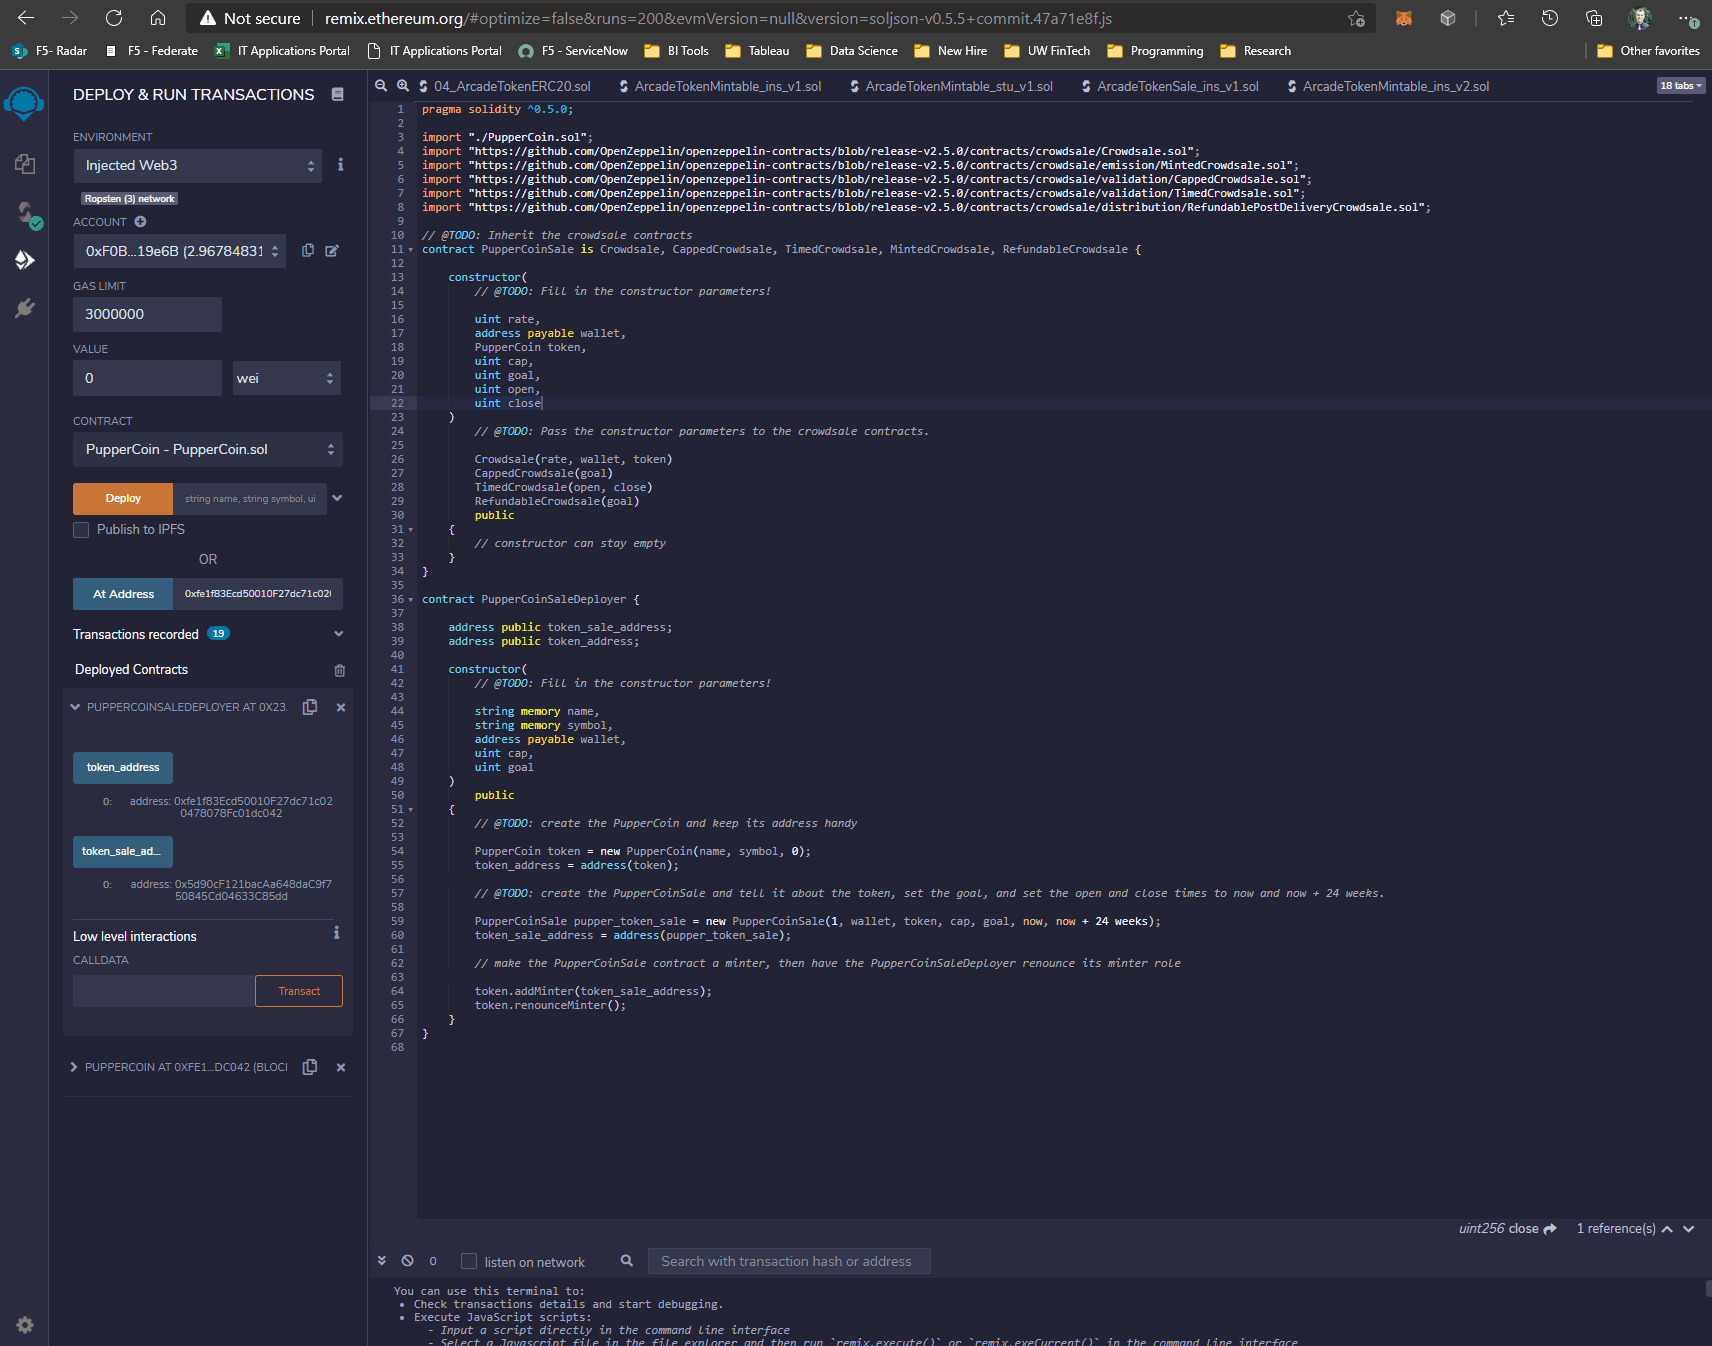 Not secure
remix.ethereum.org/#optimize=false&runs=200&evmVersion=null&version=soljson-v0.5.5+commit.47a71e8f.js
F5- Radar
F5 - Federate
IT Applications Portal
IT Applications Portal
F5 - ServiceNow
BI Tools
Tableau
Data Science
New Hire
UW FinTech
Programming
Research
Other favorites
DEPLOY & RUN TRANSACTIONS
ENVIRONMENT
Injected Web3
Ropsten (3) network
ACCOUNT
0xF0B...19e6B (2.96784831
GAS LIMIT
3000000
VALUE
0
wei
CONTRACT
PupperCoin - PupperCoin.sol
Deploy
string name, string symbol, ui
Publish to IPFS
OR
At Address
0xfe1f83Ecd50010F27dc71c02(
Transactions recorded 19
Deployed Contracts
PUPPERCOINSALEDEPLOYER AT 0X23.
token_address
0: address: 0xfe1f83Ecd50010F27dc71c02
0478078Fc01dc042
token_sale_ad...
0: address: 0x5d90cF121bacAa648daC9f7
50845Cd04633C85dd
Low level interactions
CALLDATA
Transact
PUPPERCOIN AT 0XFE1...DC042 (BLOCI
04_ArcadeTokenERC20.sol
ArcadeTokenMintable_ins_v1.sol
ArcadeTokenMintable_stu_v1.sol
ArcadeTokenSale_ins_v1.sol
ArcadeTokenMintable_ins_v2.sol
18 tabs
1 pragma solidity ^0.5.0;
2
3 import "./PupperCoin.sol";
4 import "https://github.com/OpenZeppelin/openzeppelin-contracts/blob/release-v2.5.0/contracts/crowdsale/Crowdsale.sol";
5 import "https://github.com/OpenZeppelin/openzeppelin-contracts/blob/release-v2.5.0/contracts/crowdsale/emission/MintedCrowdsale.sol";
6 import "https://github.com/OpenZeppelin/openzeppelin-contracts/blob/release-v2.5.0/contracts/crowdsale/validation/CappedCrowdsale.sol";
7 import "https://github.com/OpenZeppelin/openzeppelin-contracts/blob/release-v2.5.0/contracts/crowdsale/validation/TimedCrowdsale.sol";
8 import "https://github.com/OpenZeppelin/openzeppelin-contracts/blob/release-v2.5.0/contracts/crowdsale/distribution/RefundablePostDeliveryCrowdsale.sol";
9
10 // @TODO: Inherit the crowdsale contracts
11 contract PupperCoinSale is Crowdsale, CappedCrowdsale, TimedCrowdsale, MintedCrowdsale, RefundableCrowdsale {
12
13 constructor(
14 // @TODO: Fill in the constructor parameters!
15
16 uint rate,
17 address payable wallet,
18 PupperCoin token,
19 uint cap,
20 uint goal,
21 uint open,
22 uint close
23 )
24 // @TODO: Pass the constructor parameters to the crowdsale contracts.
25
26 Crowdsale(rate, wallet, token)
27 CappedCrowdsale(goal)
28 TimedCrowdsale(open, close)
29 RefundableCrowdsale(goal)
30 public
31 {
32 // constructor can stay empty
33 }
34 }
35
36 contract PupperCoinSaleDeployer {
37
38 address public token_sale_address;
39 address public token_address;
40
41 constructor(
42 // @TODO: Fill in the constructor parameters!
43
44 string memory name,
45 string memory symbol,
46 address payable wallet,
47 uint cap,
48 uint goal
49 )
50 public
51 {
52 // @TODO: create the PupperCoin and keep its address handy
53
54 PupperCoin token = new PupperCoin(name, symbol, 0);
55 token_address = address(token);
56
57 // @TODO: create the PupperCoinSale and tell it about the token, set the goal, and set the open and close times to now and now + 24 weeks.
58
59 PupperCoinSale pupper_token_sale = new PupperCoinSale(1, wallet, token, cap, goal, now, now + 24 weeks);
60 token_sale_address = address(pupper_token_sale);
61
62 // make the PupperCoinSale contract a minter, then have the PupperCoinSaleDeployer renounce its minter role
63
64 token.addMinter(token_sale_address);
65 token.renounceMinter();
66 }
67 }
68
uint256 close
1 reference(s)
0
listen on network
Search with transaction hash or address
You can use this terminal to:
• Check transactions details and start debugging.
• Execute JavaScript scripts:
- Input a script directly in the command line interface
- Select a Javascript file in the file explorer and then run `remix.execute()` or `remix.exeCurrent()` in the command line interface